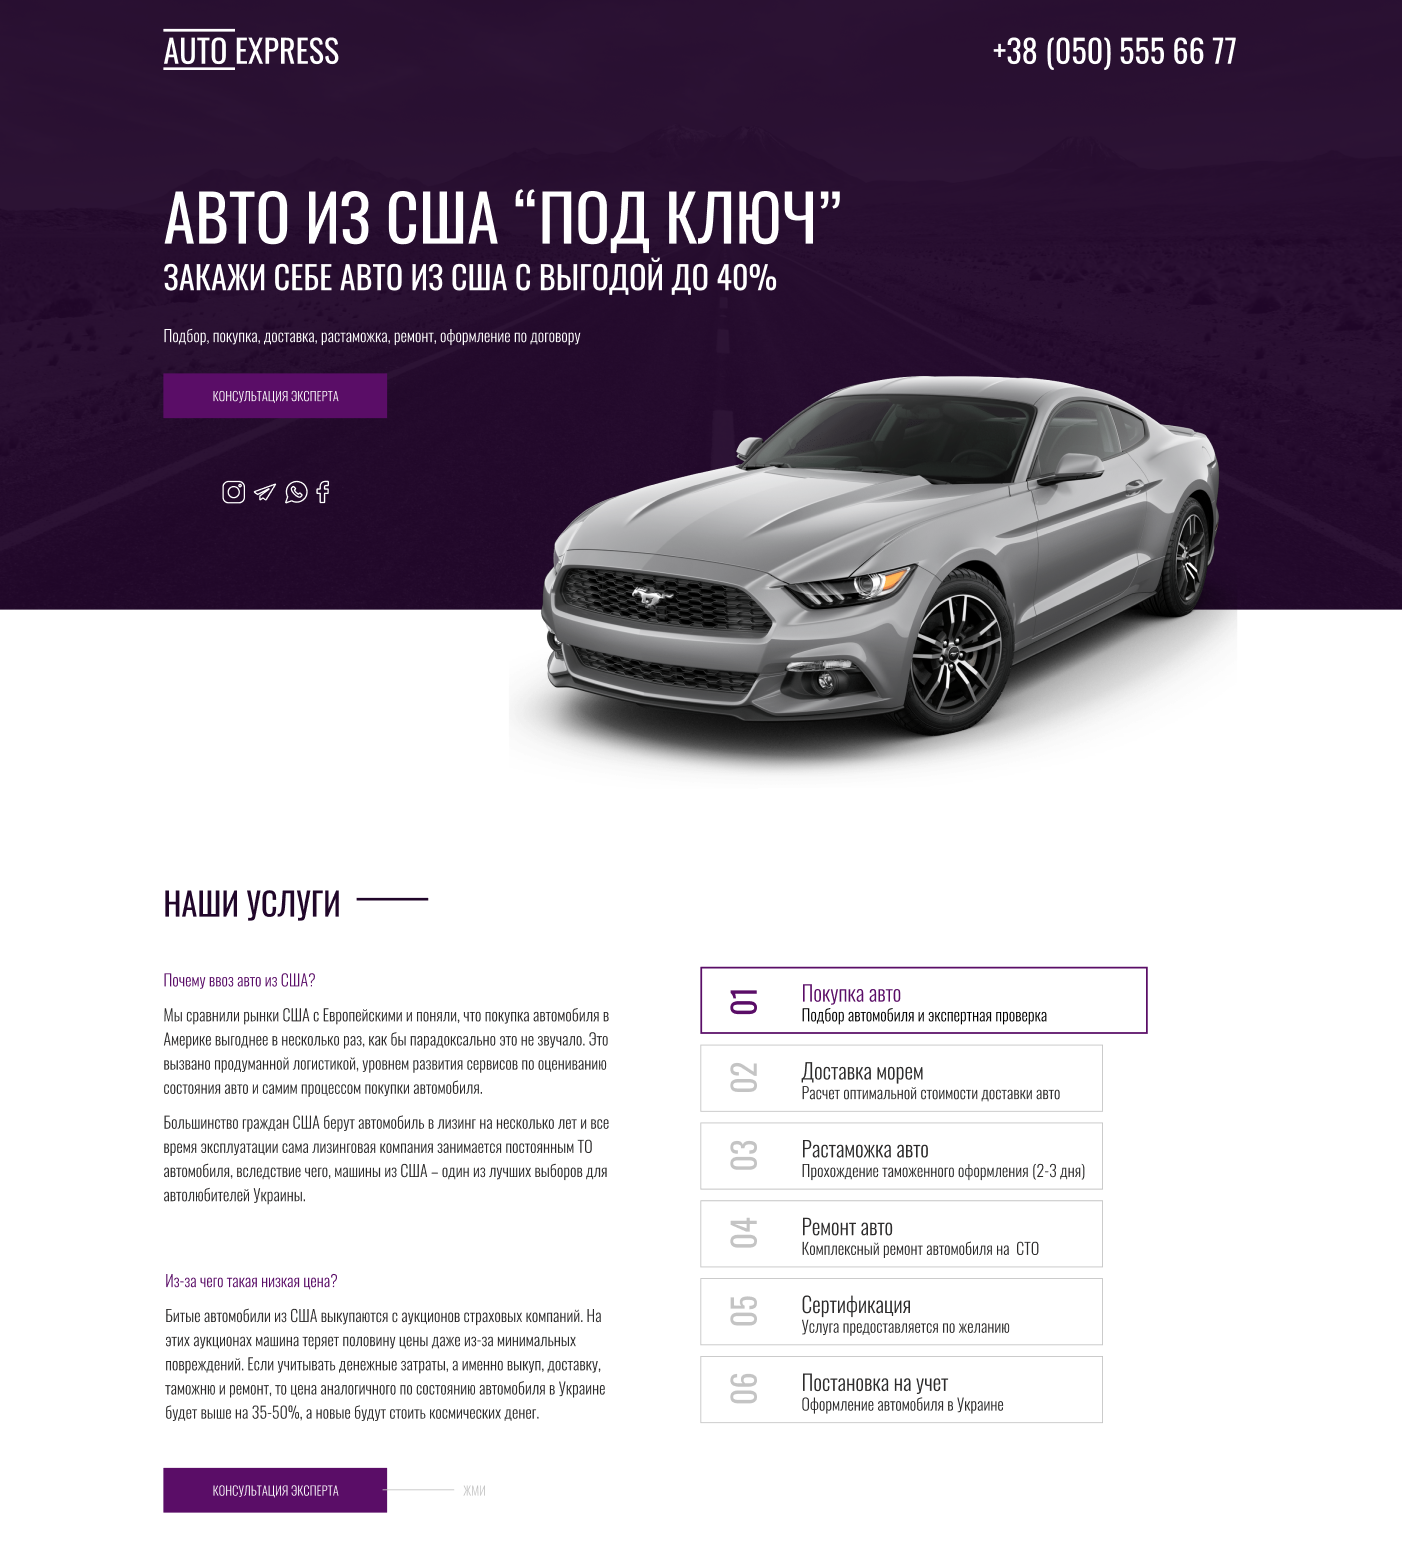 AUTO EXPRESS
+38 (050) 555 66 77
АВТО ИЗ США “ПОД КЛЮЧ”
ЗАКАЖИ СЕБЕ АВТО ИЗ США С ВЫГОДОЙ ДО 40%
Подбор, покупка, доставка, растаможка, ремонт, оформление по договору
КОНСУЛЬТАЦИЯ ЭКСПЕРТА
НАШИ УСЛУГИ
Почему ввоз авто из США?
Мы сравнили рынки США с Европейскими и поняли, что покупка автомобиля в
Америке выгоднее в несколько раз, как бы парадоксально это не звучало. Это
вызвано продуманной логистикой, уровнем развития сервисов по оцениванию
состояния авто и самим процессом покупки автомобиля.
Большинство граждан США берут автомобиль в лизинг на несколько лет и все
время эксплуатации сама лизинговая компания занимается постоянным ТО
автомобиля, вследствие чего, машины из США – один из лучших выборов для
автолюбителей Украины.
Из-за чего такая низкая цена?
Битые автомобили из США выкупаются с аукционов страховых компаний. На
этих аукционах машина теряет половину цены даже из-за минимальных
повреждений. Если учитывать денежные затраты, а именно выкуп, доставку,
таможню и ремонт, то цена аналогичного по состоянию автомобиля в Украине
будет выше на 35-50%, а новые будут стоить космических денег.
КОНСУЛЬТАЦИЯ ЭКСПЕРТА
ЖМИ
01
Покупка авто
Подбор автомобиля и экспертная проверка
02
Доставка морем
Расчет оптимальной стоимости доставки авто
03
Растаможка авто
Прохождение таможенного оформления (2-3 дня)
04
Ремонт авто
Комплексный ремонт автомобиля на  СТО
05
Сертификация
Услуга предоставляется по желанию
06
Постановка на учет
Оформление автомобиля в Украине